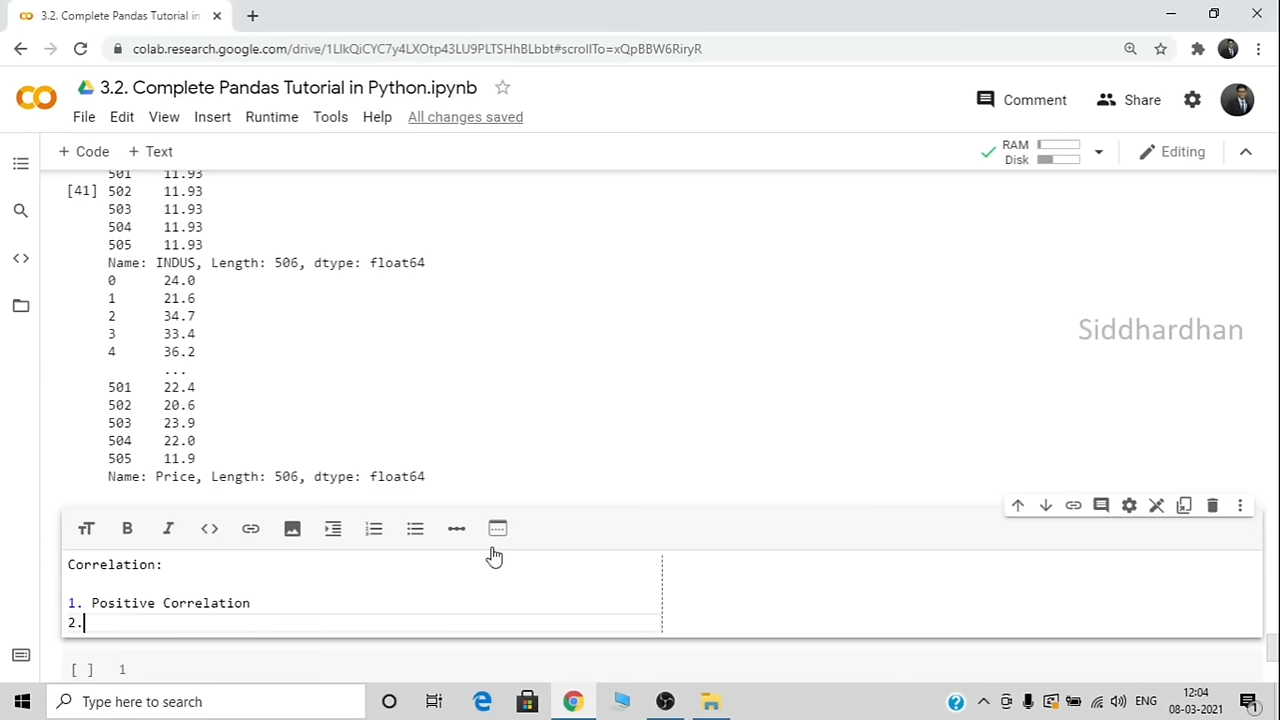 3.2. Complete Pandas Tutorial in
colab.research.google.com/drive/1LlkQiCYC7y4LXOtp43LU9PLTSHhBLbbt#scrollTo=xQpBBW6RiryR
CO 3.2. Complete Pandas Tutorial in Python.ipynb
Comment Share
File Edit View Insert Runtime Tools Help All changes saved
+ Code + Text RAM Disk Editing
501 11.93
[41] 502 11.93
503 11.93
504 11.93
505 11.93
Name: INDUS, Length: 506, dtype: float64
0 24.0
1 21.6
2 34.7
3 33.4
4 36.2
...
501 22.4
502 20.6
503 23.9
504 22.0
505 11.9
Name: Price, Length: 506, dtype: float64
Siddhardhan
Correlation:
1. Positive Correlation
2.
[ ] 1
Type here to search
ENG
12:04
08-03-2021